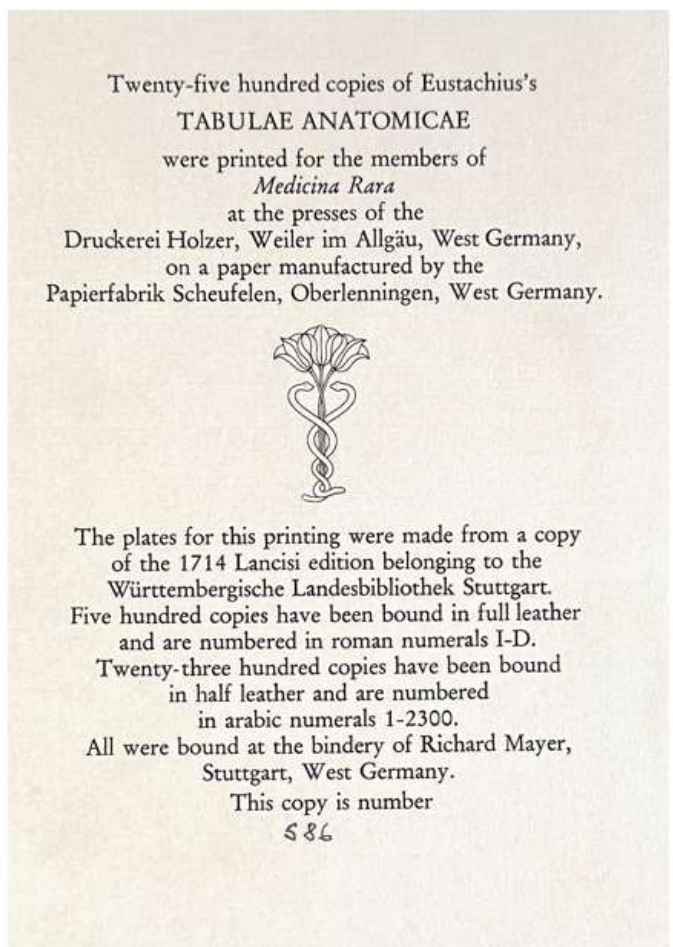 Twenty-five hundred copies of Eustachius's
TABULAE ANATOMICAE
were printed for the members of
Medicina Rara
at the presses of the
Druckerei Holzer, Weiler im Allgäu, West Germany,
on a paper manufactured by the
Papierfabrik Scheufelen, Oberlenningen, West Germany.
The plates for this printing were made from a copy
of the 1714 Lancisi edition belonging to the
Württembergische Landesbibliothek Stuttgart.
Five hundred copies have been bound in full leather
and are numbered in roman numerals I-D.
Twenty-three hundred copies have been bound
in half leather and are numbered
in arabic numerals 1-2300.
All were bound at the bindery of Richard Mayer,
Stuttgart, West Germany.
This copy is number
586